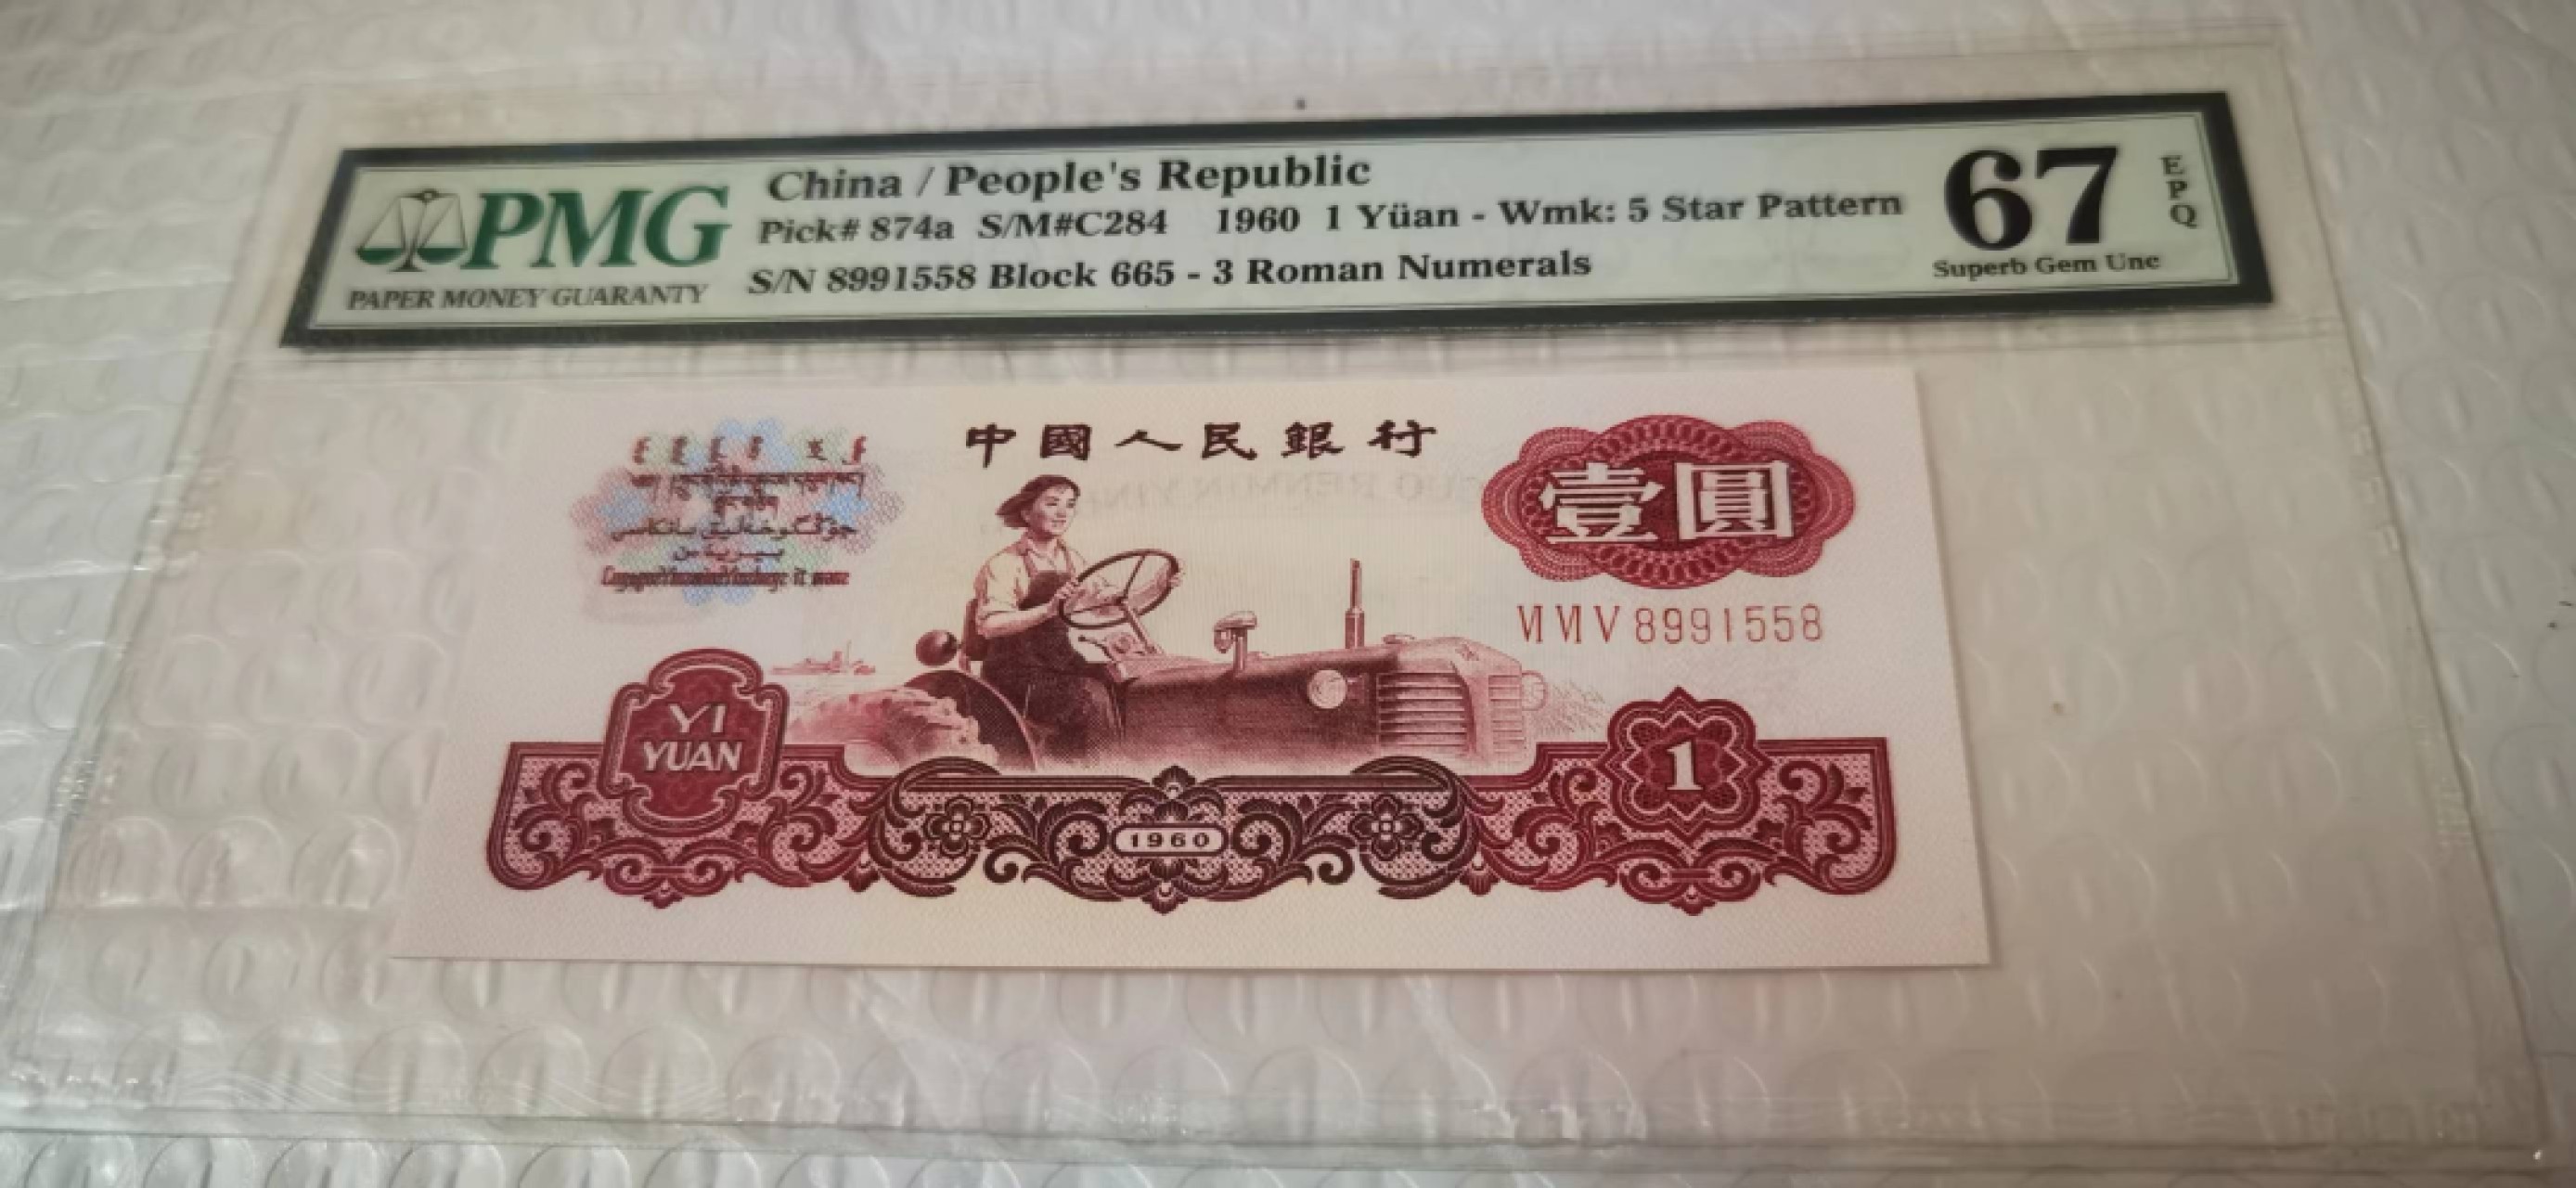 PMG
PAPER MONEY GUARANTY
China / People's Republic
Pick# 874a S/M#C284 1960 1 Yüan - Wmk: 5 Star Pattern
S/N 8991558 Block 665 - 3 Roman Numerals
67
EPQ
Superb Gem Unc
中國人民銀行
壹圓
VI VI V 8991558
YI
YUAN
1
1960